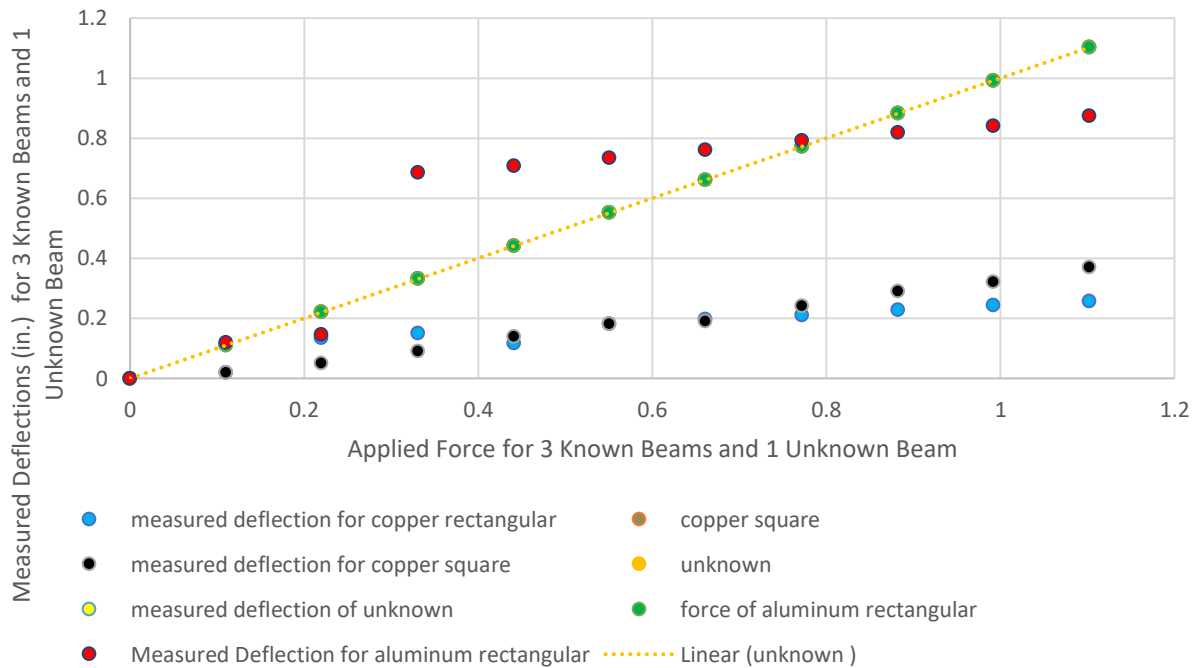 Measured Deflections (in.)  for 3 Known Beams and 1
Unknown Beam
1.2
1
0.8
0.6
0.4
0.2
0
0 0.2 0.4 0.6 0.8 1 1.2
Applied Force for 3 Known Beams and 1 Unknown Beam
measured deflection for copper rectangular copper square
measured deflection for copper square unknown
measured deflection of unknown force of aluminum rectangular
Measured Deflection for aluminum rectangular Linear (unknown )